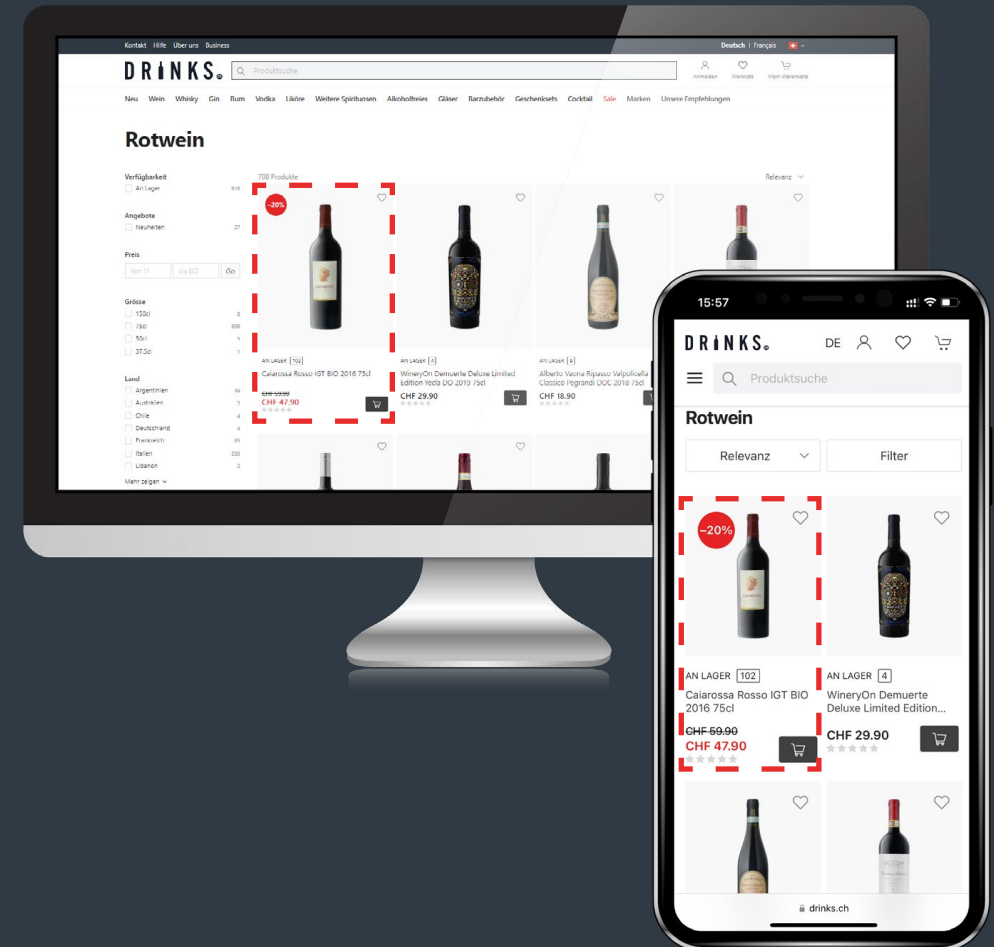 Kontakt Hilfe Über uns Business
Deutsch | Français
DRINKS.
Produktsuche
Anmelden Merkliste Mein Warenkorb
Neu Wein Whisky Gin Rum Vodka Liköre Weitere Spirituosen Alkoholfreies Gläser Barzubehör Geschenksets Cocktail Sale Marken Unsere Empfehlungen
Rotwein
Verfügbarkeit
An Lager
Angebote
Neuheiten 27
Preis
Go
Grösse
150cl
75cl
50cl
37.5cl
Land
Argentinien
Australien
Chile
Deutschland
Frankreich
Italien
Libanon 2
Mehr zeigen
708 Produkte
Relevanz
-20%
AN LAGER 102
Caiarossa Rosso IGT BIO 2016 75cl
CHF 59.90
CHF 47.90
AN LAGER 4
WineryOn Demuerte Deluxe Limited
Edition Yecla DO 2019 75cl
CHF 29.90
AN LAGER
Alberto Vaona Ripasso Valpolicella
Classico Pegrandi DOC 2018 75cl
CHF 18.90
15:57
DRINKS.
DE
Produktsuche
Rotwein
Relevanz
Filter
-20%
AN LAGER 102
Caiarossa Rosso IGT BIO
2016 75cl
CHF 59.90
CHF 47.90
AN LAGER 4
WineryOn Demuerte
Deluxe Limited Edition...
CHF 29.90
drinks.ch